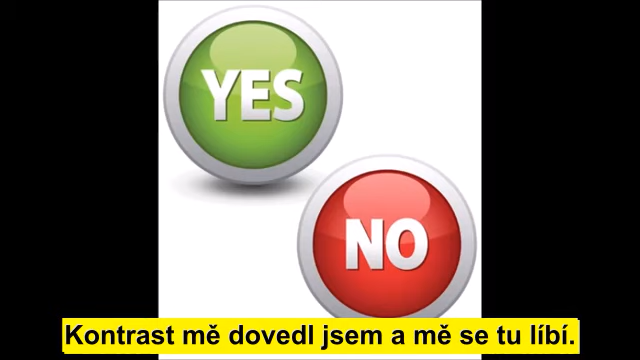 YES
NO
Kontrast mě dovedl jsem a mě se tu líbí.